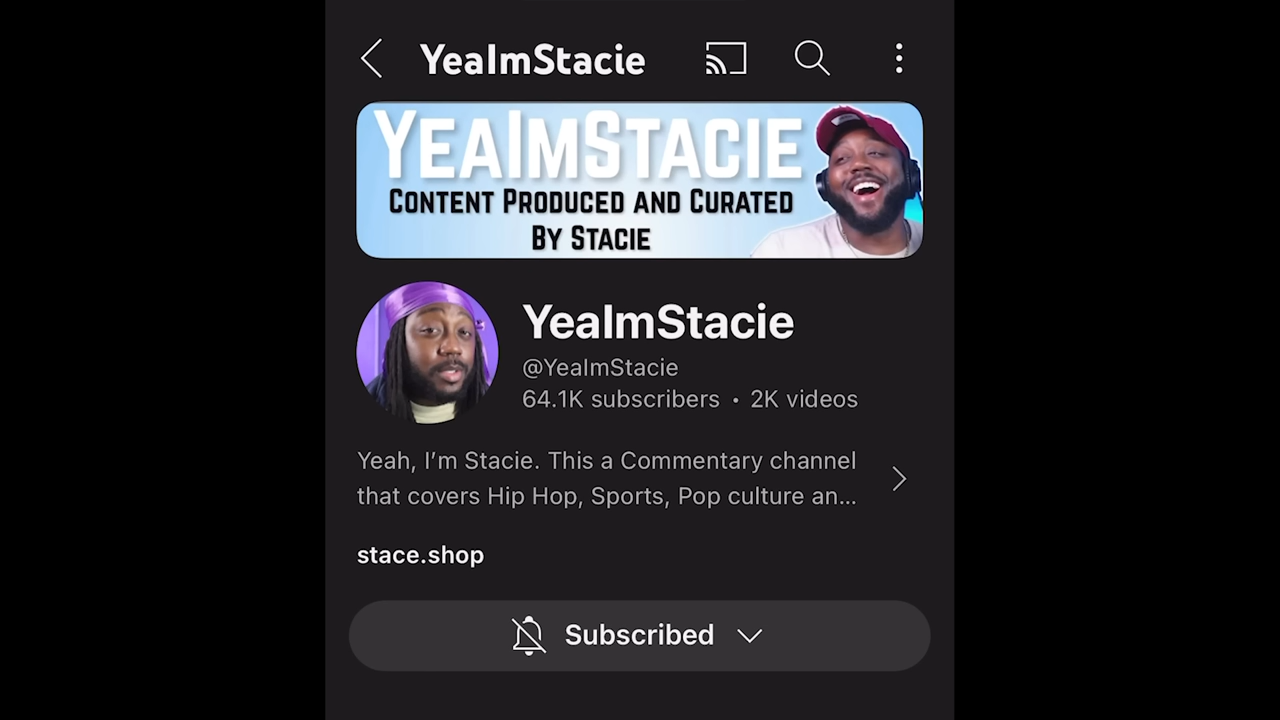 YeaImStacie
YEAIMSTACIE
CONTENT PRODUCED AND CURATED
BY STACIE
YeaImStacie
@YeaImStacie
64.1K subscribers • 2K videos
Yeah, I’m Stacie. This a Commentary channel
that covers Hip Hop, Sports, Pop culture an...
stace.shop
Subscribed